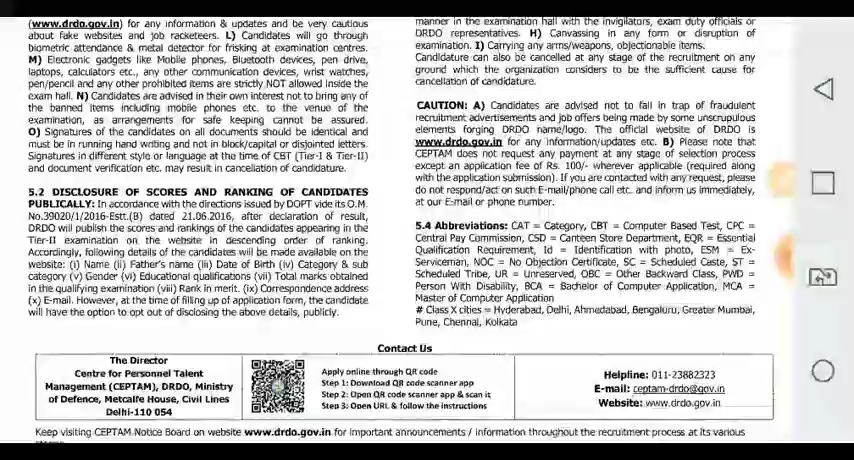 (www.drdo.gov.in) for any information & updates and be very cautious
about fake websites and job racketeers. L) Candidates will go through
biometric attendance & metal detector for frisking at examination centres.
M) Electronic gadgets like Mobile phones, Bluetooth devices, pen drive,
laptops, calculators etc., any other communication devices, wrist watches,
pen/pencil and any other prohibited items are strictly NOT allowed inside the
exam hall. N) Candidates are advised in their own interest not to bring any of
the banned items including mobile phones etc. to the venue of the
examination, as arrangements for safe keeping cannot be assured.
O) Signatures of the candidates on all documents should be identical and
must be in running hand writing and not in block/capital or disjointed letters.
Signatures in different style or language at the time of CBT (Tier-I & Tier-II)
and document verification etc. may result in cancellation of candidature.
5.2 DISCLOSURE OF SCORES AND RANKING OF CANDIDATES
PUBLICALLY: In accordance with the directions issued by DOPT vide its O.M.
No.39020/1/2016-Estt.(B) dated 21.06.2016, after declaration of result,
DRDO will publish the scores and rankings of the candidates appearing in the
Tier-II examination on the website in descending order of ranking.
Accordingly, following details of the candidates will be made available on the
website: (i) Name (ii) Father's name (iii) Date of Birth (iv) Category & sub
category (v) Gender (vi) Educational qualifications (vii) Total marks obtained
in the qualifying examination (viii) Rank in merit. (ix) Correspondence address
(x) E-mail. However, at the time of filling up of application form, the candidate
will have the option to opt out of disclosing the above details, publicly.
manner in the examination hall with the invigilators, exam duty officials or
DRDO representatives. H) Canvassing in any form or disruption of
examination. I) Carrying any arms/weapons, objectionable items.
Candidature can also be cancelled at any stage of the recruitment on any
ground which the organization considers to be the sufficient cause for
cancellation of candidature.
CAUTION: A) Candidates are advised not to fall in trap of fraudulent
recruitment advertisements and job offers being made by some unscrupulous
elements forging DRDO name/logo. The official website of DRDO is
www.drdo.gov.in for any information/updates etc. B) Please note that
CEPTAM does not request any payment at any stage of selection process
except an application fee of Rs. 100/- wherever applicable (required along
with the application submission). If you are contacted with any request, please
do not respond/act on such E-mail/phone call etc. and inform us immediately,
at our E-mail or phone number.
5.4 Abbreviations: CAT = Category, CBT = Computer Based Test, CPC =
Central Pay Commission, CSD = Canteen Store Department, EQR = Essential
Qualification Requirement, Id = Identification with photo, ESM = Ex-
Serviceman, NOC = No Objection Certificate, SC = Scheduled Caste, ST =
Scheduled Tribe, UR = Unreserved, OBC = Other Backward Class, PWD =
Person With Disability, BCA = Bachelor of Computer Application, MCA =
Master of Computer Application
# Class X cities = Hyderabad, Delhi, Ahmedabad, Bengaluru, Greater Mumbai,
Pune, Chennai, Kolkata
Contact Us
The Director
Centre for Personnel Talent
Management (CEPTAM), DRDO, Ministry
of Defence, Metcalfe House, Civil Lines
Delhi-110 054
Apply online through QR code
Step 1: Download QR code scanner app
Step 2: Open QR code scanner app & scan it
Step 3: Open URL & follow the instructions
Helpline: 011-23882323
E-mail: ceptam-drdo@gov.in
Website: www.drdo.gov.in
Keep visiting CEPTAM Notice Board on website www.drdo.gov.in for important announcements / information throughout the recruitment process at its various